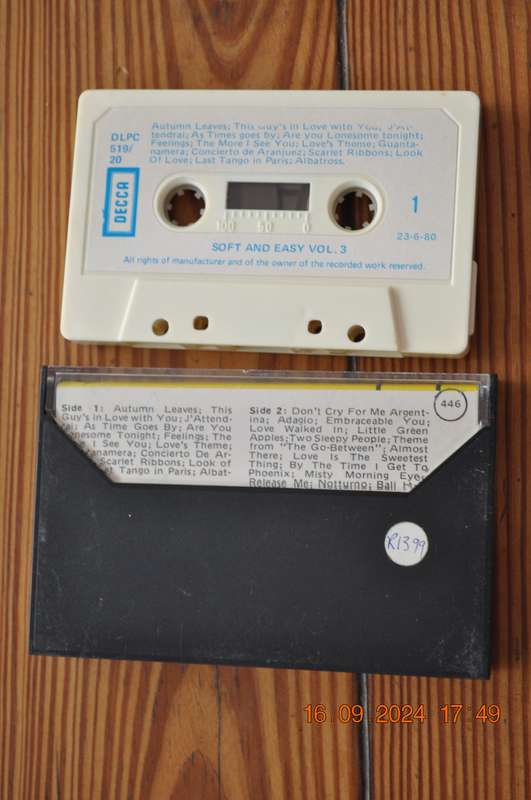 Autumn Leaves; This Guy's in Love with You; J'At-
tendrai; As Times goes by; Are you Lonesome tonight;
Feelings; The More I See You; Love's Theme; Guanta-
namera; Concierto de Aranjuez; Scarlet Ribbons; Look
Of Love; Last Tango in Paris; Albatross.
DLPC
519/
20
DECCA
1
100 50 0
23-6-80
SOFT AND EASY VOL. 3
All rights of manufacturer and of the owner of the recorded work reserved.
446
Side 1: Autumn Leaves; This
Guy's in Love with You; J'Attend-
rai; As Time Goes By; Are You
Lonesome Tonight; Feelings; The
I See You; Love's Theme;
namera; Concierto De Ar-
Scarlet Ribbons; Look of
Tango in Paris; Albat-
Side 2: Don't Cry For Me Argent-
ina; Adagio; Embraceable You;
Love Walked In; Little Green
Apples; Two Sleepy People; Theme
from "The Go-Between"; Almost
There; Love Is The Sweetest
Thing; By The Time I Get To
Phoenix; Misty Morning Eye;
Release Me; Notturno; Ball
R1399
16 09 2024 17:49